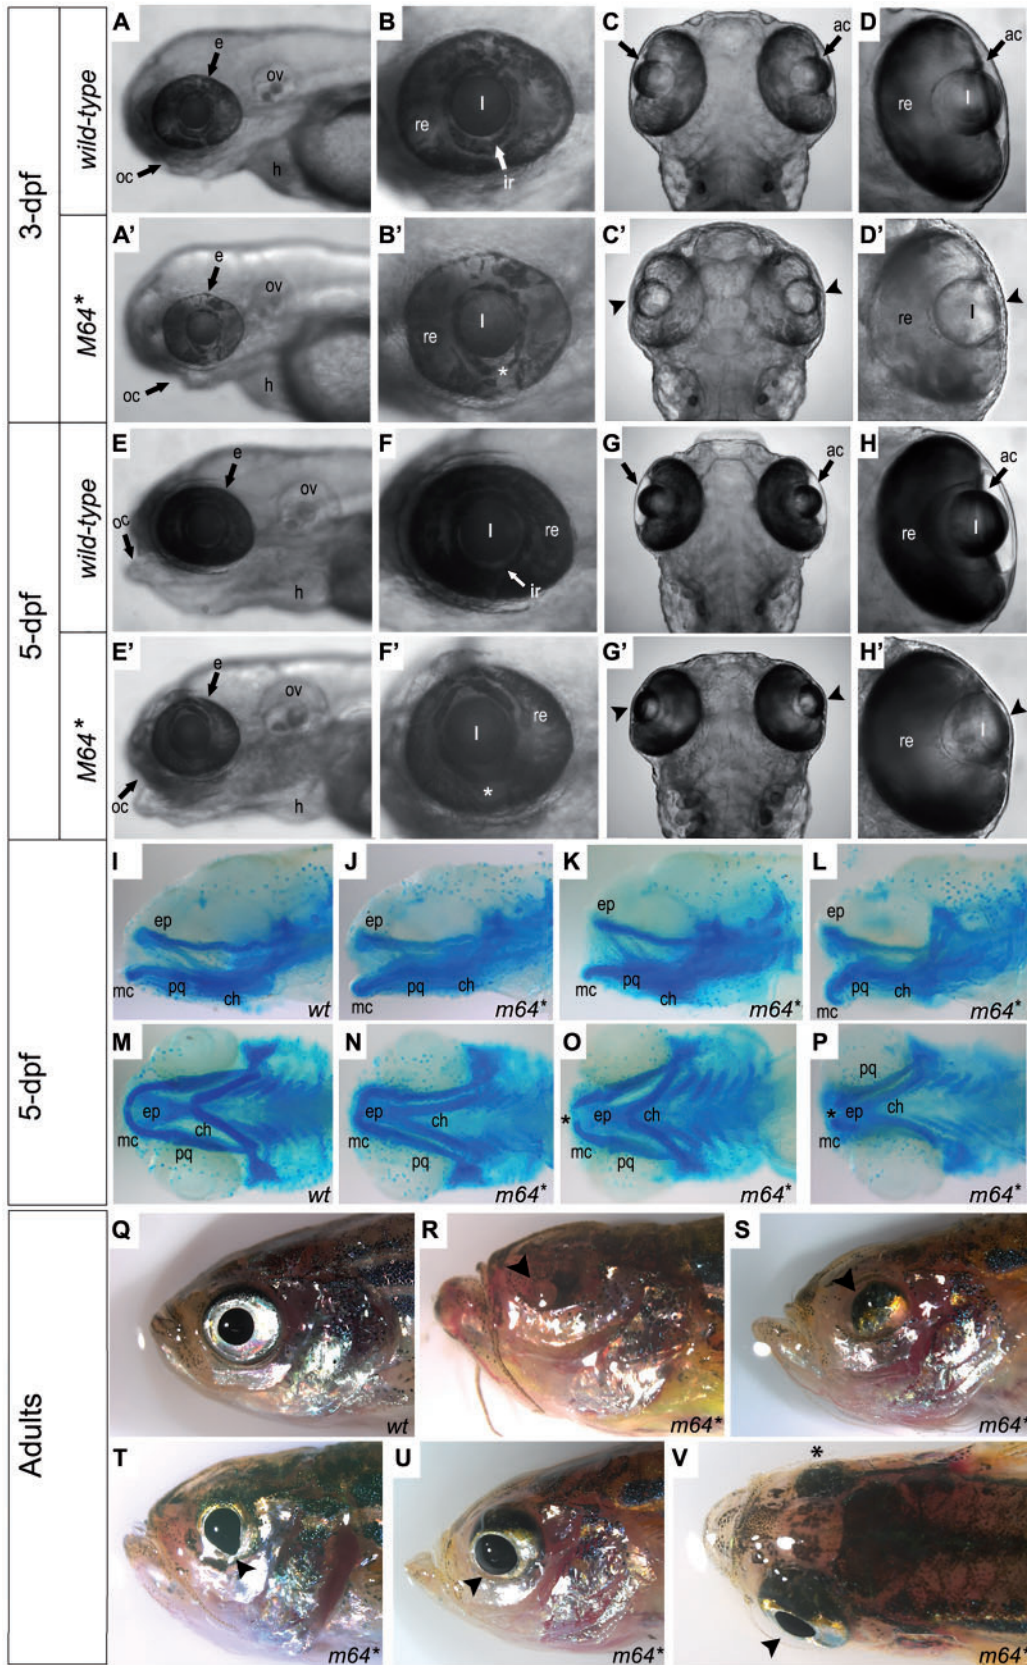 3-dpf
wild-type
A
e
ov
oc
h
B
l
re
ir
C
ac
D
ac
re
l
M64*
A'
e
ov
oc
h
B'
re
l
*
C'
D'
re
l
5-dpf
wild-type
E
e
oc
ov
h
F
l
re
ir
G
ac
H
ac
re
l
M64*
E'
e
ov
oc
h
F'
re
l
*
G'
H'
re
l
5-dpf
I
ep
mc
pq
ch
wt
J
ep
mc
pq
ch
m64*
K
ep
mc
pq
ch
m64*
L
ep
mc
pq
ch
m64*
M
ep
mc
ch
pq
wt
N
ep
mc
ch
pq
m64*
O
*
ep
ch
mc
pq
m64*
P
pq
*
ep
ch
mc
m64*
Adults
Q
wt
R
m64*
S
m64*
T
m64*
U
m64*
V
*
m64*